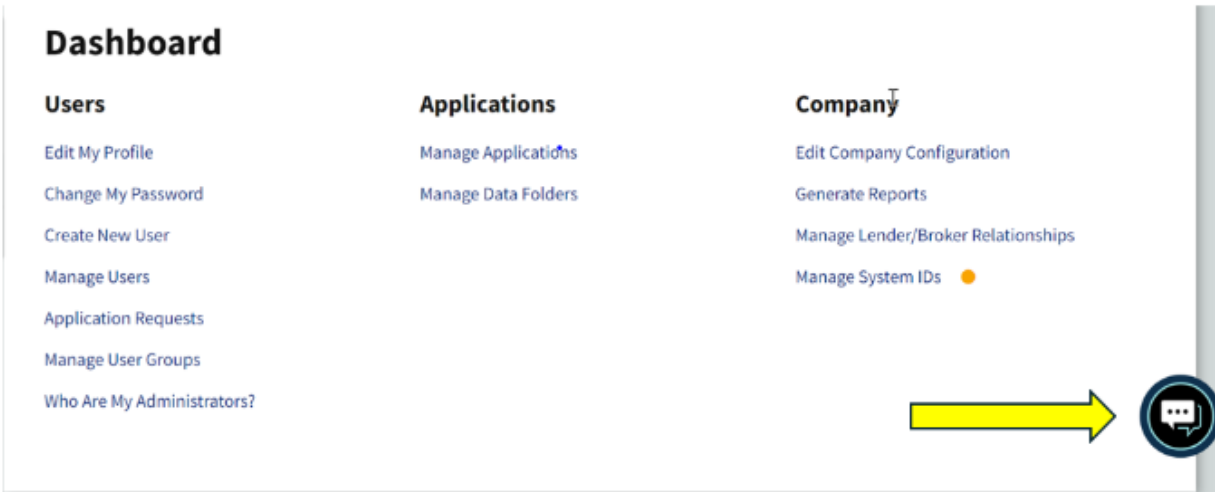 Dashboard
Users
Edit My Profile
Change My Password
Create New User
Manage Users
Application Requests
Manage User Groups
Who Are My Administrators?
Applications
Manage Applications
Manage Data Folders
Company
Edit Company Configuration
Generate Reports
Manage Lender/Broker Relationships
Manage System IDs